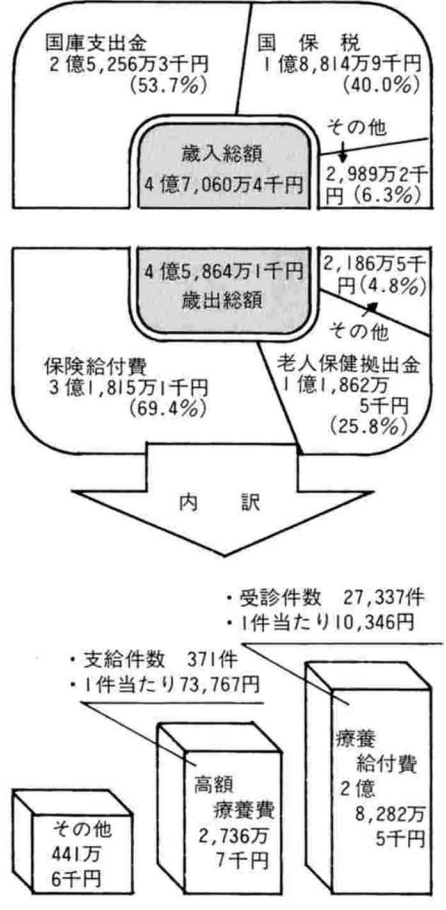 国庫支出金
2億5,256万3千円
(53.7%)
国保税
1億8,814万9千円
(40.0%)
その他
2,989万2千
円(6.3%)
歳入総額
4億7,060万4千円
4億5,864万1千円
歳出総額
2,186万5千
円(4.8%)
その他
保険給付費
3億1,815万1千円
(69.4%)
老人保健拠出金
1億1,862万
5千円
(25.8%)
内訳
・受診件数 27,337件
・1件当たり10,346円
・支給件数 371件
・1件当たり73,767円
その他
441万
6千円
高額
療養費
2,736万
7千円
療養
給付費
2億
8,282万
5千円